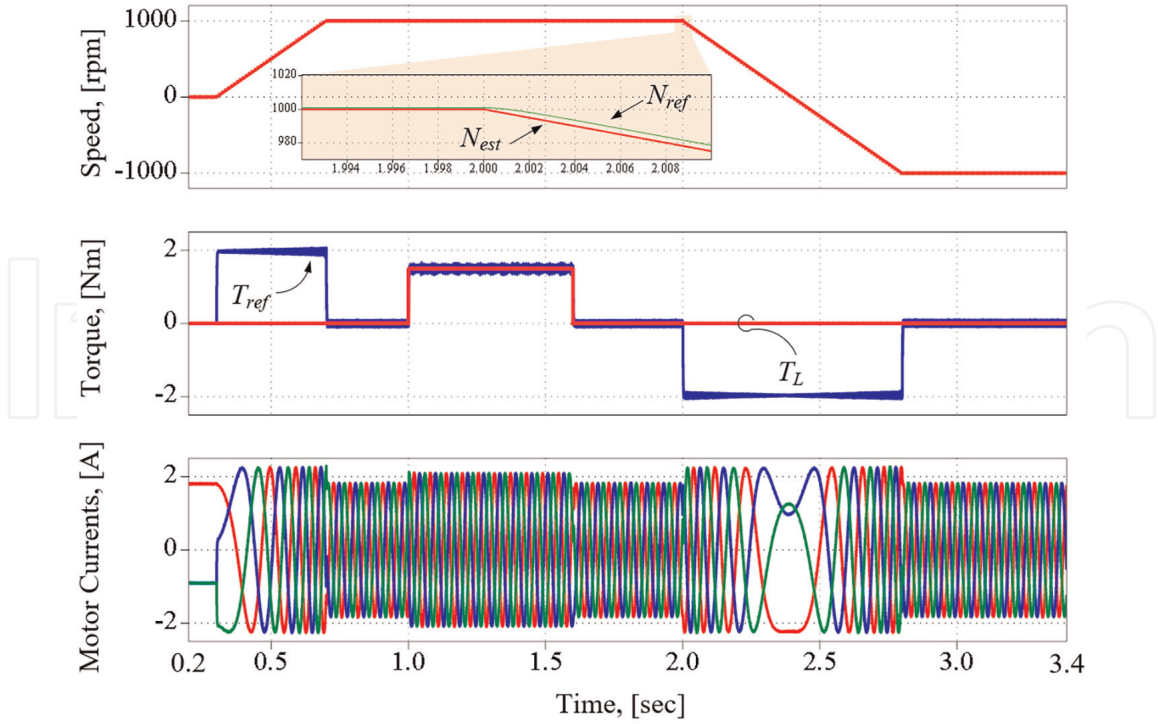 Speed, [rpm]
1000
0
-1000
1020
1000
980
N_ref
N_est
1.994 1.996 1.998 2.000 2.002 2.004 2.006 2.008
Torque, [Nm]
2
0
-2
T_ref
T_L
Motor Currents, [A]
2
0
-2
0.2 0.5 1.0 1.5 2.0 2.5 3.0 3.4
Time, [sec]